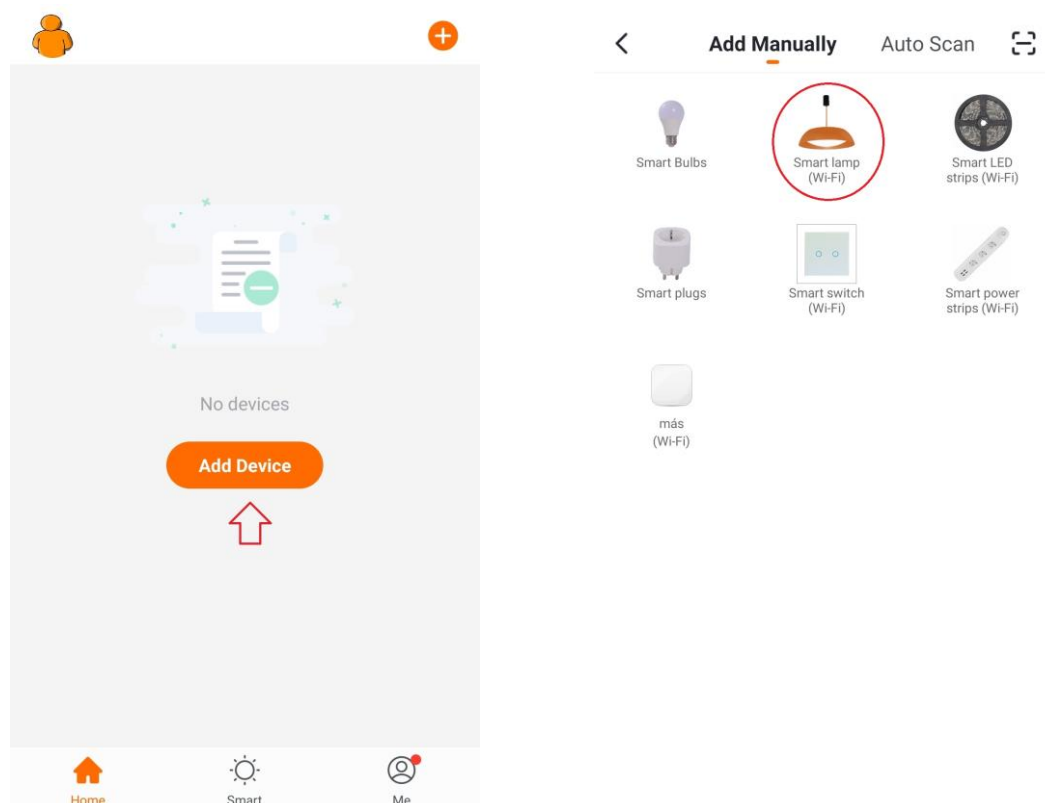 No devices
Add Device
Home
Smart
Me
Add Manually
Auto Scan
Smart Bulbs
Smart lamp
(Wi-Fi)
Smart LED
strips (Wi-Fi)
Smart plugs
Smart switch
(Wi-Fi)
Smart power
strips (Wi-Fi)
más
(Wi-Fi)